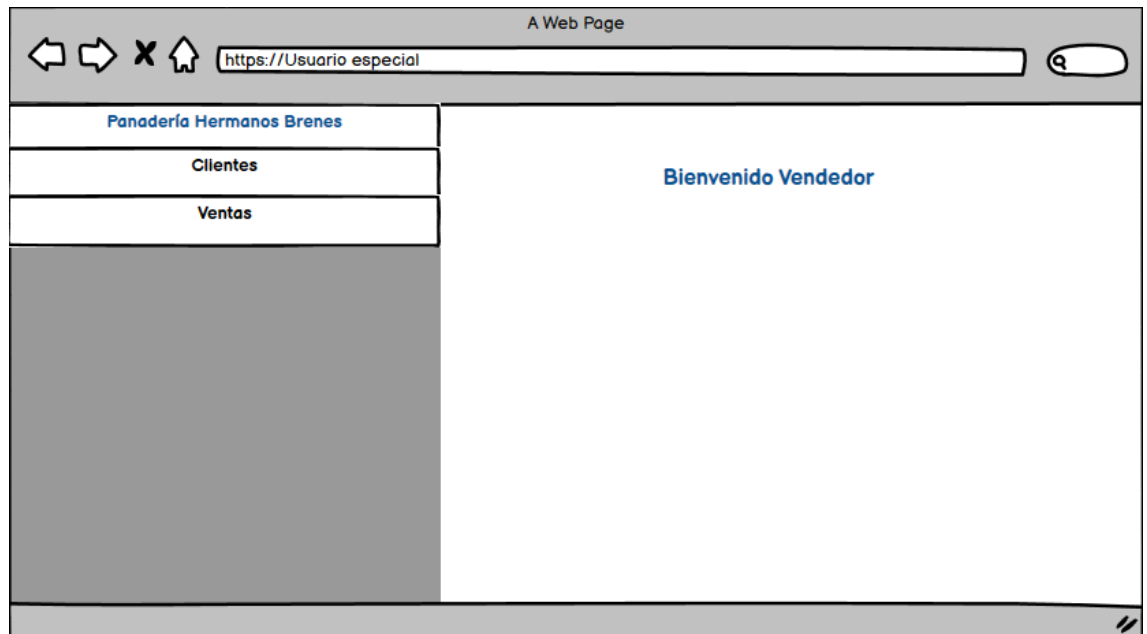 A Web Page
https://Usuario especial
Panadería Hermanos Brenes
Clientes
Ventas
Bienvenido Vendedor